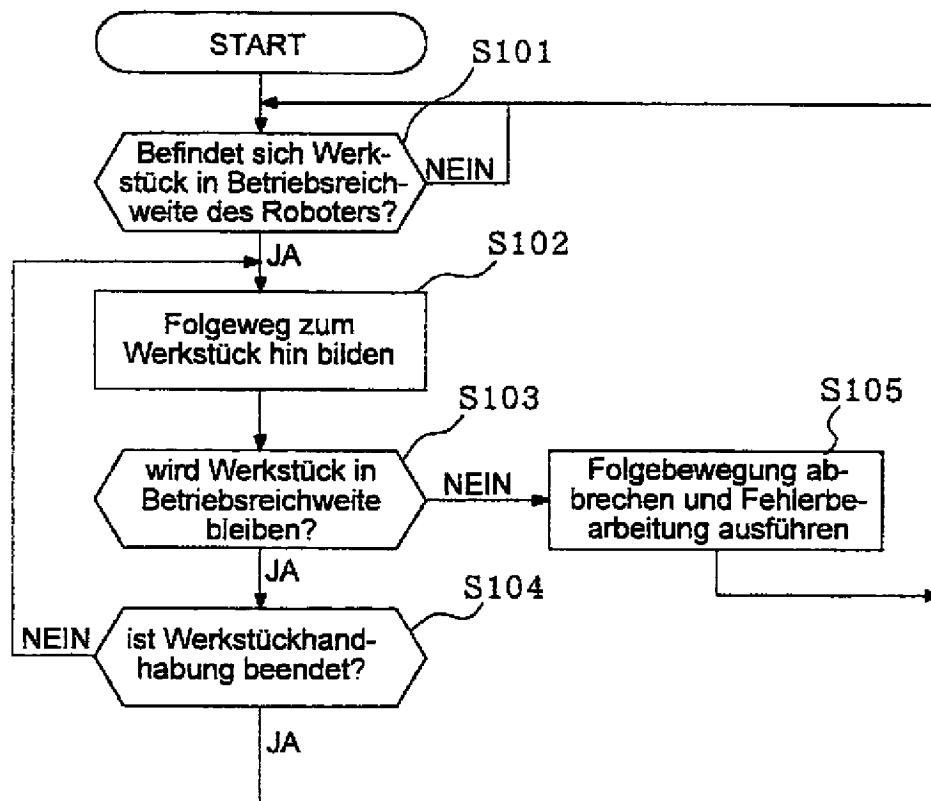 START
S101
Befindet sich Werk-
stück in Betriebsreich-
weite des Roboters?
NEIN
JA
S102
Folgeweg zum
Werkstück hin bilden
S103
wird Werkstück in
Betriebsreichweite
bleiben?
NEIN
S105
Folgebewegung ab-
brechen und Fehlerbe-
arbeitung ausführen
JA
S104
NEIN
ist Werkstückhand-
habung beendet?
JA